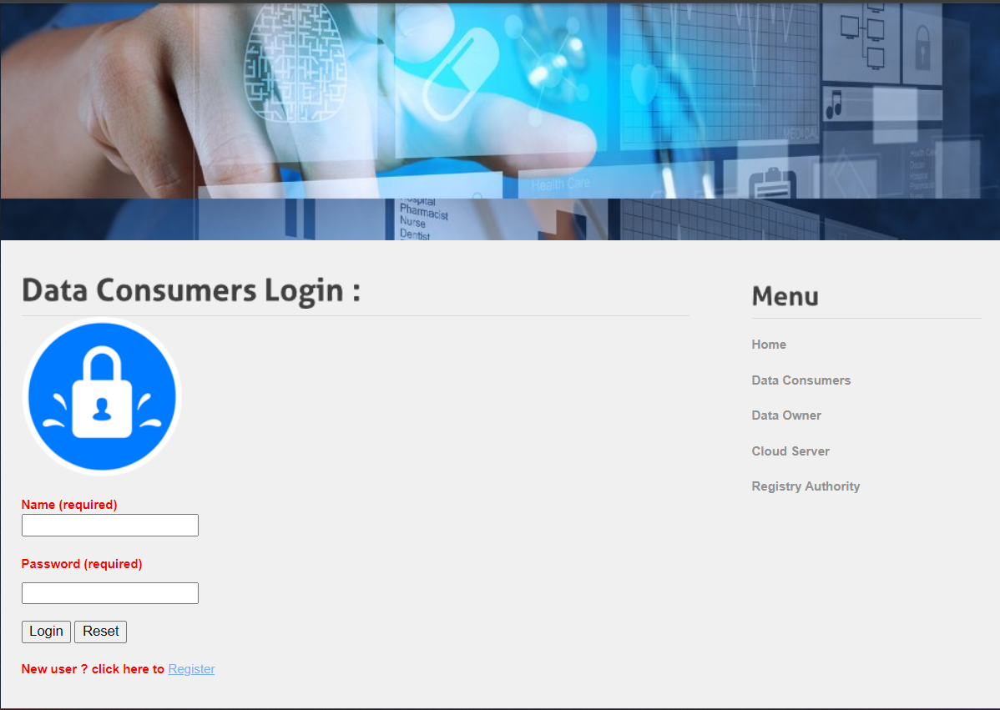 MEDICAL
Health Care
Hospital
Pharmacist
Nurse
Dentist
Data Consumers Login :
Name (required)
Password (required)
Login Reset
New user ? click here to Register
Menu
Home
Data Consumers
Data Owner
Cloud Server
Registry Authority